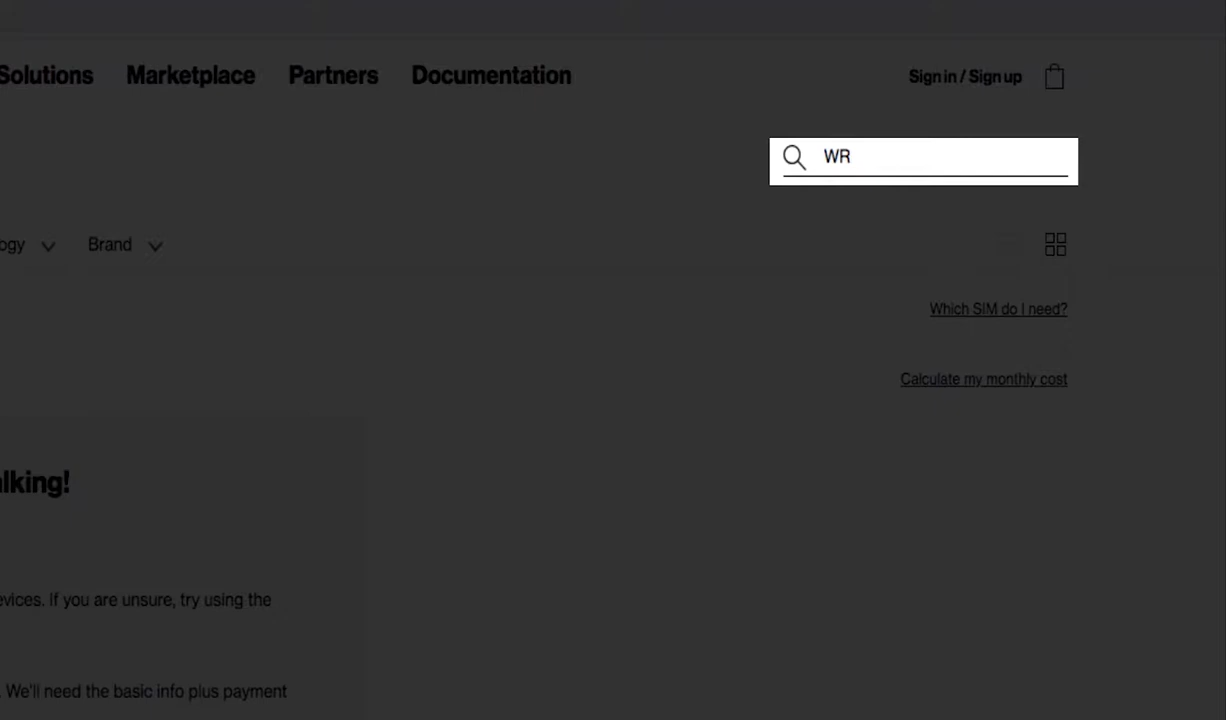 Solutions Marketplace Partners Documentation Sign in / Sign up
WR
ogy Brand
Which SIM do I need?
Calculate my monthly cost
alking!
evices. If you are unsure, try using the
. We'll need the basic info plus payment